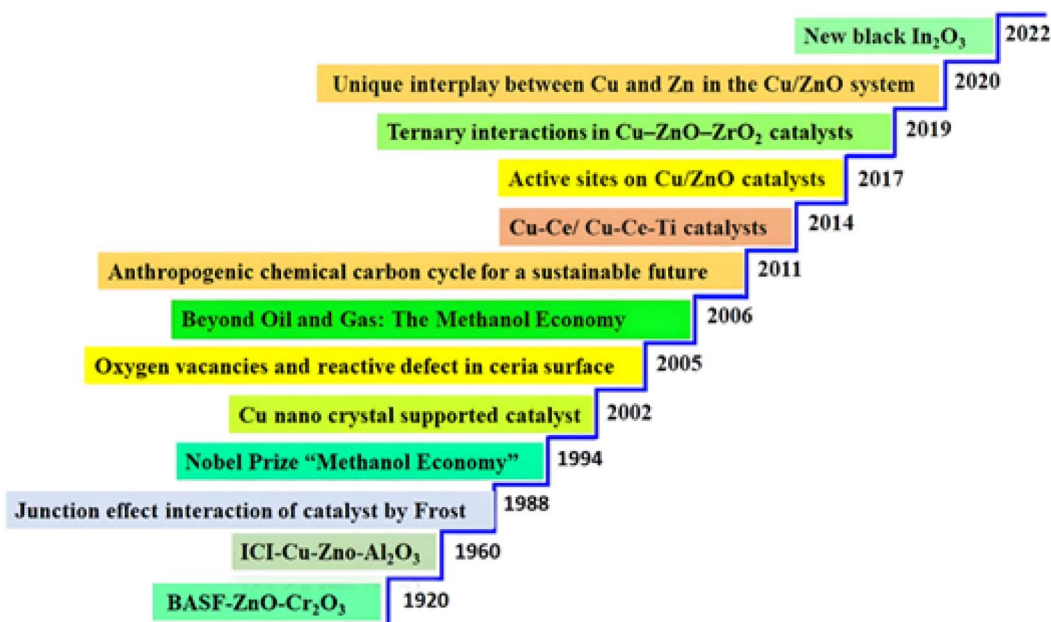 New black In₂O₃
2022
Unique interplay between Cu and Zn in the Cu/ZnO system
2020
Ternary interactions in Cu–ZnO–ZrO₂ catalysts
2019
Active sites on Cu/ZnO catalysts
2017
Cu-Ce/ Cu-Ce-Ti catalysts
2014
Anthropogenic chemical carbon cycle for a sustainable future
2011
Beyond Oil and Gas: The Methanol Economy
2006
Oxygen vacancies and reactive defect in ceria surface
2005
Cu nano crystal supported catalyst
2002
Nobel Prize “Methanol Economy”
1994
Junction effect interaction of catalyst by Frost
1988
ICI-Cu-Zno-Al₂O₃
1960
BASF-ZnO-Cr₂O₃
1920